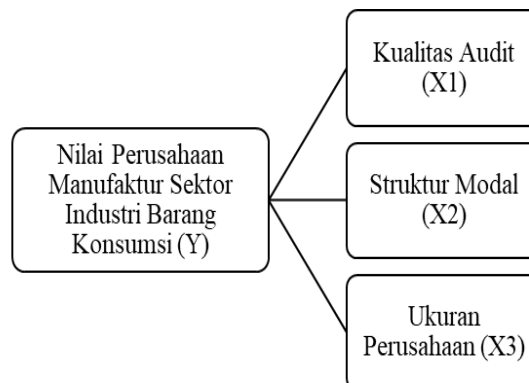 Nilai Perusahaan
Manufaktur Sektor
Industri Barang
Konsumsi (Y)
Kualitas Audit
(X1)
Struktur Modal
(X2)
Ukuran
Perusahaan (X3)